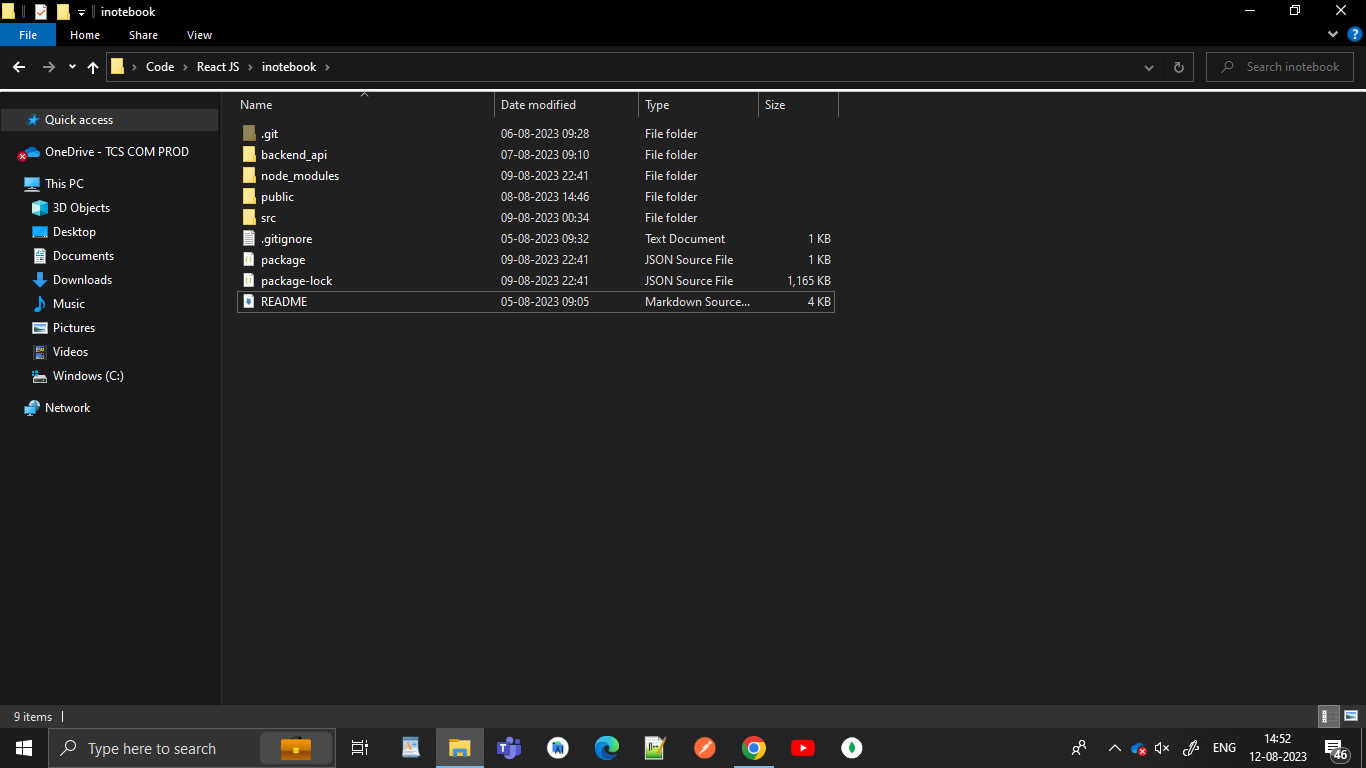 inotebook
File Home Share View
Code React JS inotebook
Search inotebook
Name Date modified Type Size
Quick access
OneDrive - TCS COM PROD
This PC
3D Objects
Desktop
Documents
Downloads
Music
Pictures
Videos
Windows (C:)
Network
.git 06-08-2023 09:28 File folder
backend_api 07-08-2023 09:10 File folder
node_modules 09-08-2023 22:41 File folder
public 08-08-2023 14:46 File folder
src 09-08-2023 00:34 File folder
.gitignore 05-08-2023 09:32 Text Document 1 KB
package 09-08-2023 22:41 JSON Source File 1 KB
package-lock 09-08-2023 22:41 JSON Source File 1,165 KB
README 05-08-2023 09:05 Markdown Source... 4 KB
9 items
Type here to search
ENG
14:52
12-08-2023
46